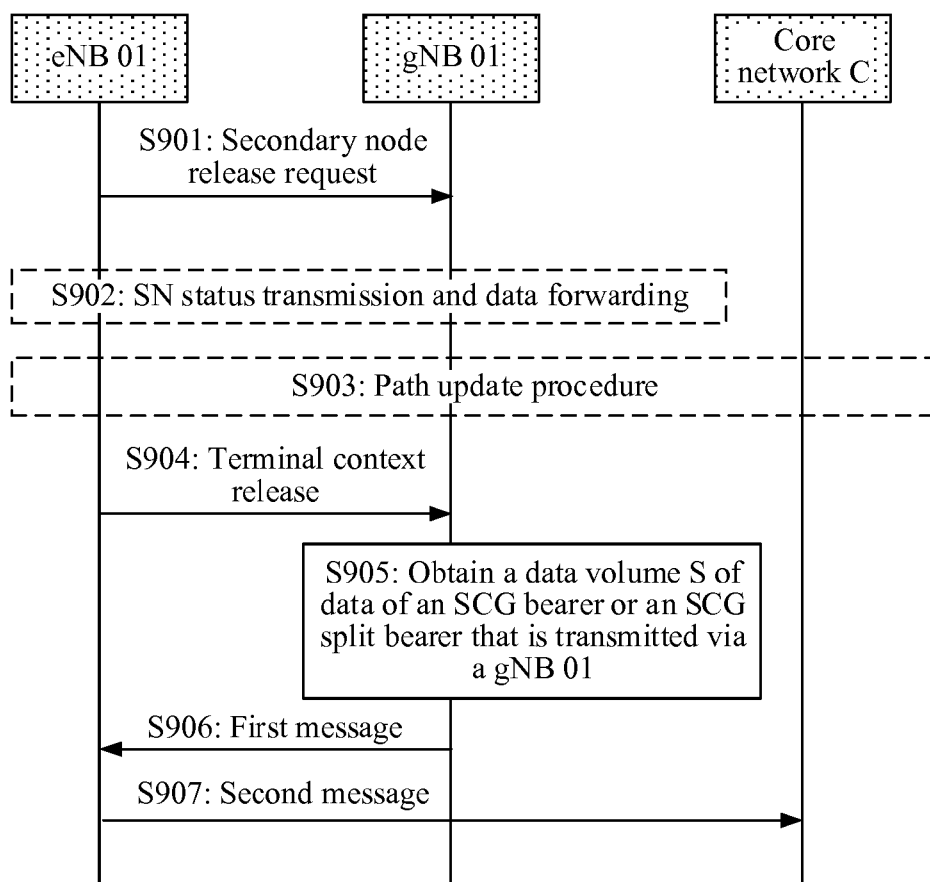 eNB 01
gNB 01
Core
network C
S901: Secondary node
release request
S902: SN status transmission and data forwarding
S903: Path update procedure
S904: Terminal context
release
S905: Obtain a data volume S of
data of an SCG bearer or an SCG
split bearer that is transmitted via
a gNB 01
S906: First message
S907: Second message